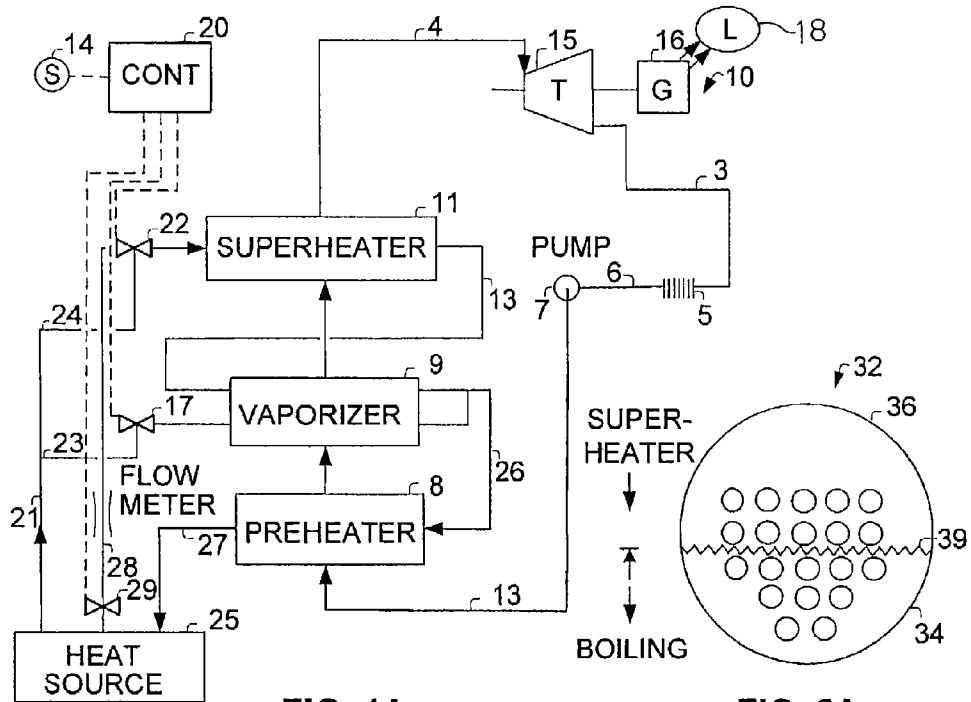 14
S
20
CONT
4
15
T
16
G
L
18
10
3
11
22
SUPERHEATER
13
PUMP
7
6
5
24
9
17
VAPORIZER
23
FLOW
METER
26
8
PREHEATER
21
27
28
29
13
25
HEAT
SOURCE
32
36
SUPER-
HEATER
39
34
BOILING